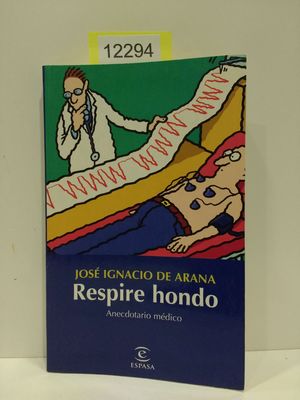 12294
JOSÉ IGNACIO DE ARANA
Respire hondo
Anecdotario médico
e
ESPASA